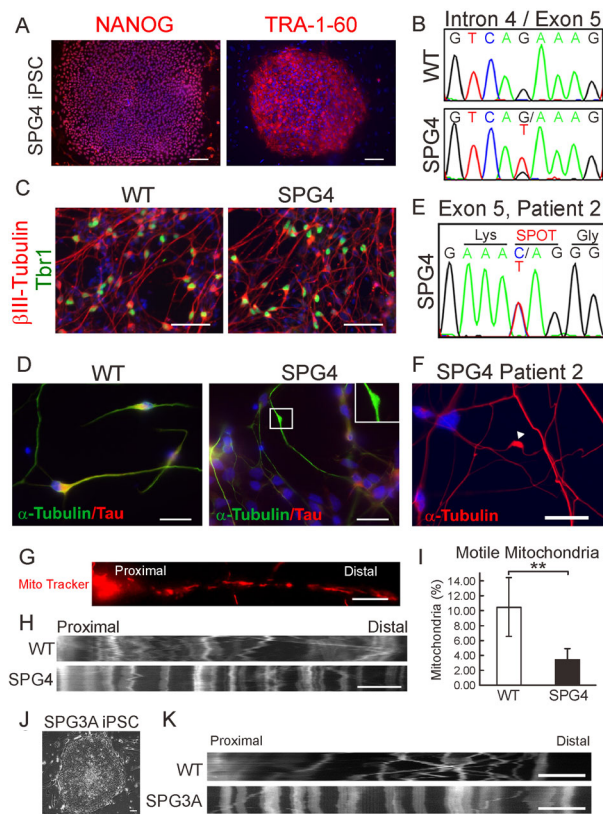 A
NANOG
TRA-1-60
SPG4 iPSC
B
Intron 4 / Exon 5
WT
G T C A G A A A G
SPG4
G T C A G/ A A A G
T
C
WT
SPG4
βIII-Tubulin
Tbr1
E
Exon 5, Patient 2
Lys
SPOT
Gly
SPG4
G A A A C/ A G G G
T
D
WT
SPG4
α-Tubulin/Tau
α-Tubulin/Tau
F
SPG4 Patient 2
α-Tubulin
G
Mito Tracker
Proximal
Distal
H
Proximal
Distal
WT
SPG4
I
Motile Mitochondria
**
Mitochondria (%)
14.00
12.00
10.00
8.00
6.00
4.00
2.00
0.00
WT
SPG4
J
SPG3A iPSC
K
Proximal
Distal
WT
SPG3A